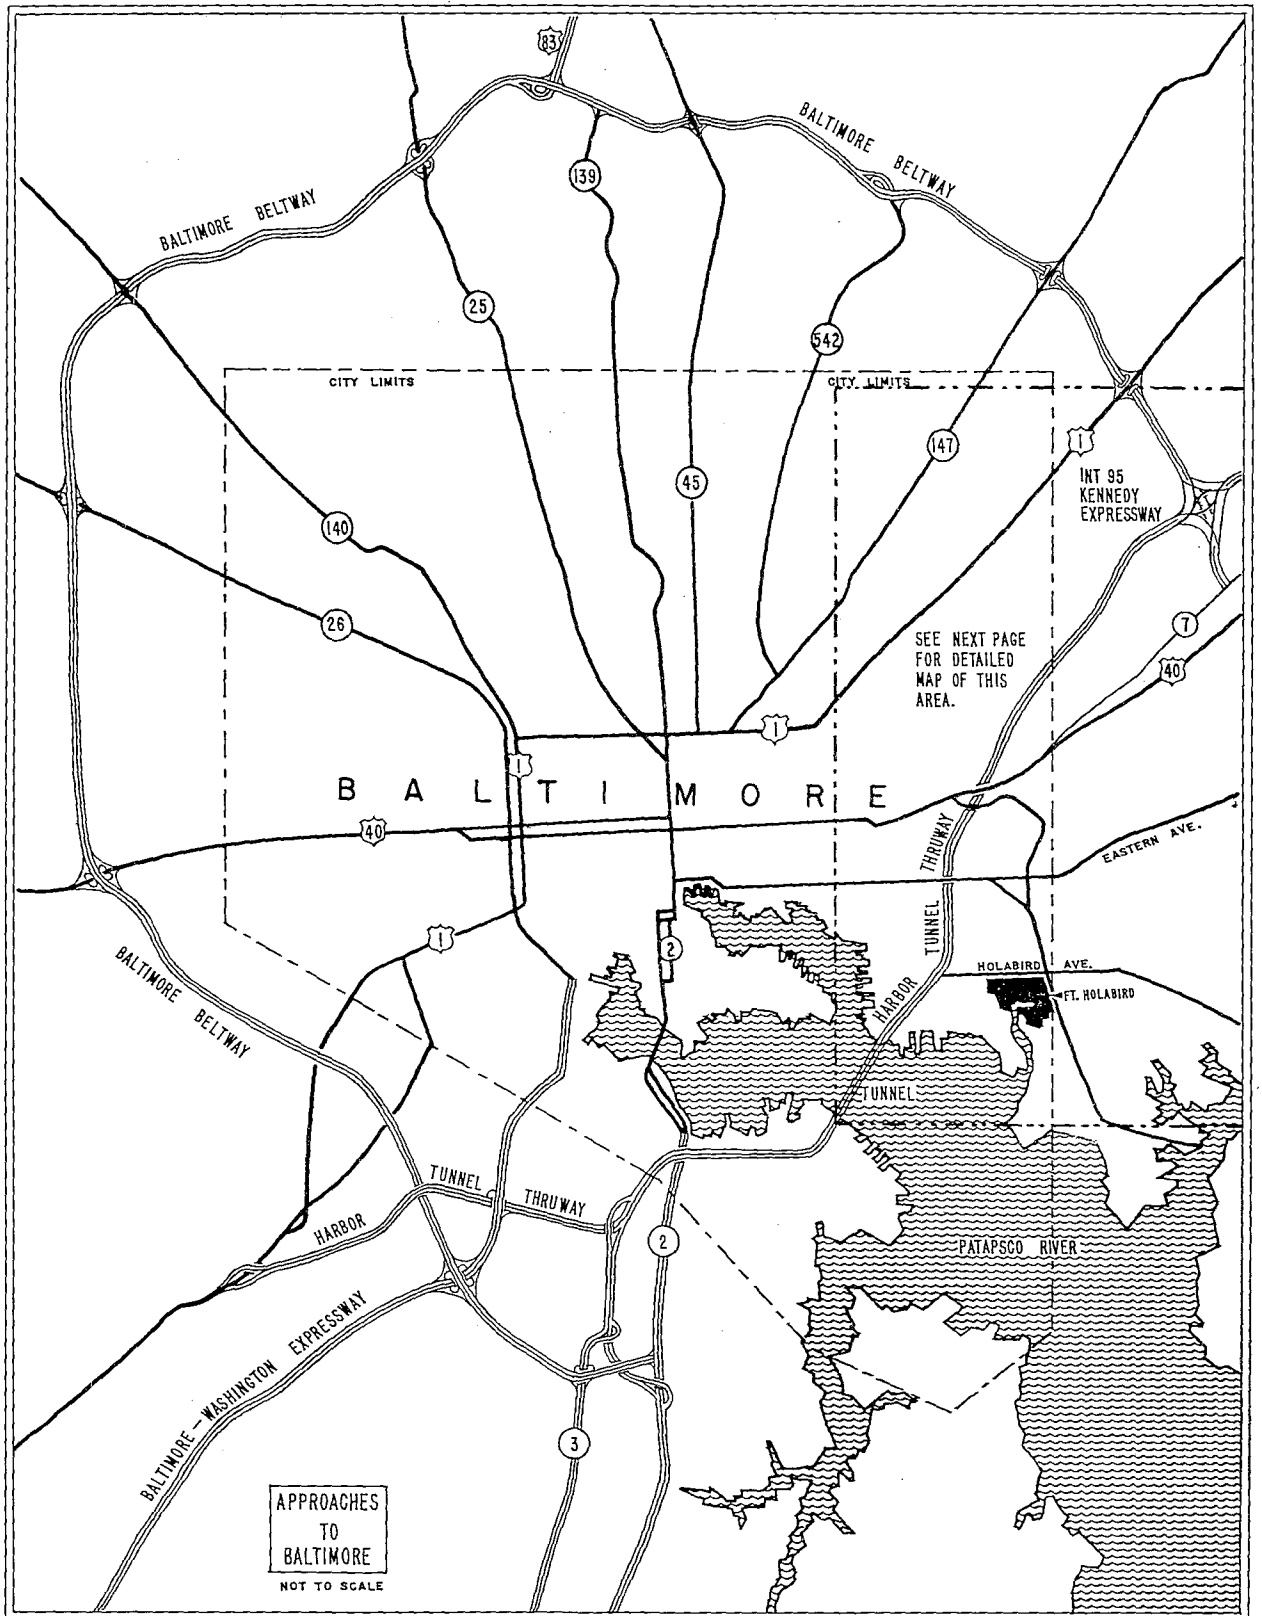 83
BALTIMORE BELTWAY
139
BALTIMORE BELTWAY
25
542
CITY LIMITS
CITY LIMITS
147
1
45
INT 95
KENNEDY
EXPRESSWAY
140
26
7
SEE NEXT PAGE
FOR DETAILED
MAP OF THIS
AREA.
40
1
1
BALTIMORE
40
EASTERN AVE.
HARBOR TUNNEL THRUWAY
1
2
HOLABIRD AVE.
FT. HOLABIRD
BALTIMORE BELTWAY
TUNNEL
HARBOR TUNNEL THRUWAY
2
PATAPSCO RIVER
BALTIMORE-WASHINGTON EXPRESSWAY
3
APPROACHES
TO
BALTIMORE
NOT TO SCALE